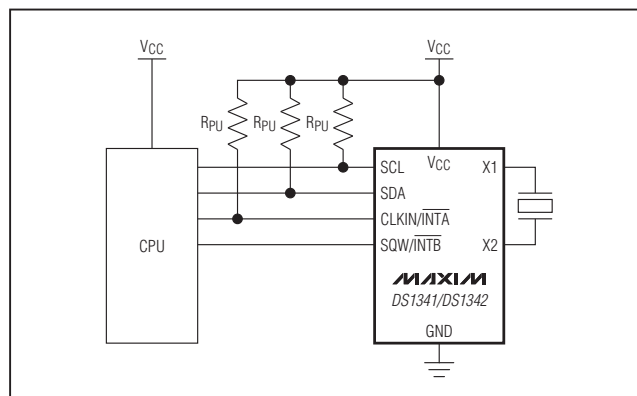 VCC VCC
RPU RPU RPU
VCC
SCL X1
SDA
CLKIN/INTA
CPU
SQW/INTB X2
MAXIM
DS1341/DS1342
GND